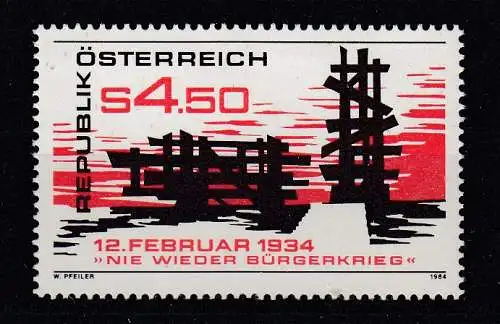 REPUBLIK
ÖSTERREICH
S4.50
12.FEBRUAR 1934
»NIE WIEDER BÜRGERKRIEG«
W. PFEILER 1984